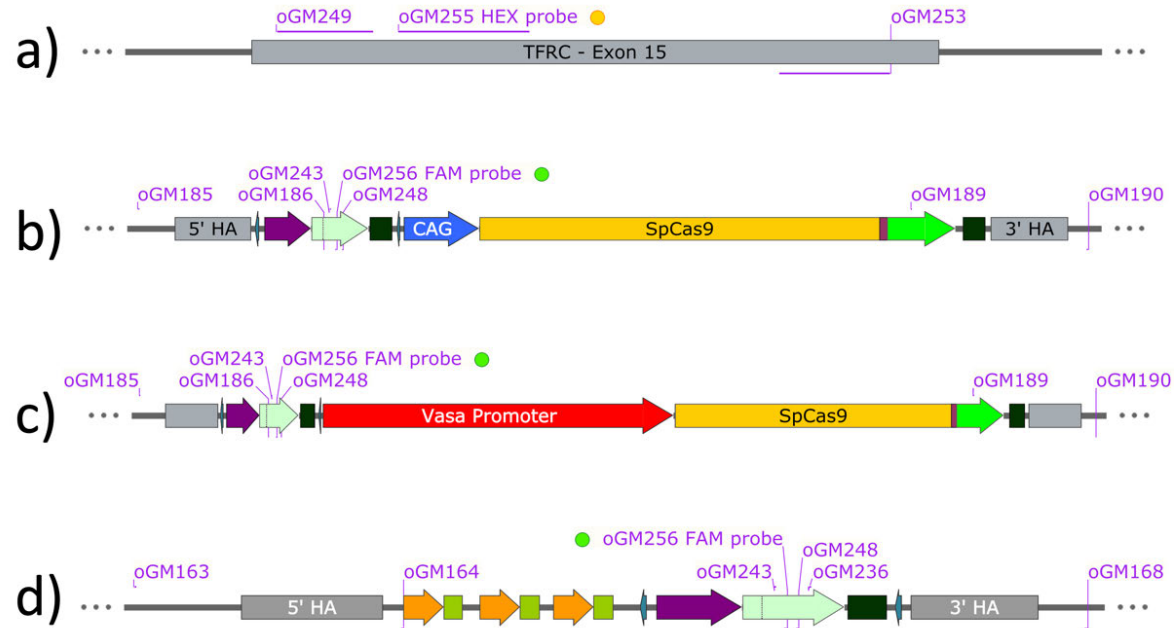 a)
oGM249 oGM255 HEX probe oGM253
TFRC - Exon 15
b)
oGM243 oGM256 FAM probe
oGM185 oGM186 oGM248 oGM189 oGM190
5' HA CAG SpCas9 3' HA
c)
oGM243 oGM256 FAM probe
oGM185 oGM186 oGM248 oGM189 oGM190
Vasa Promoter SpCas9
d)
oGM256 FAM probe
oGM248
oGM163 oGM164 oGM243 oGM236 oGM168
5' HA 3' HA